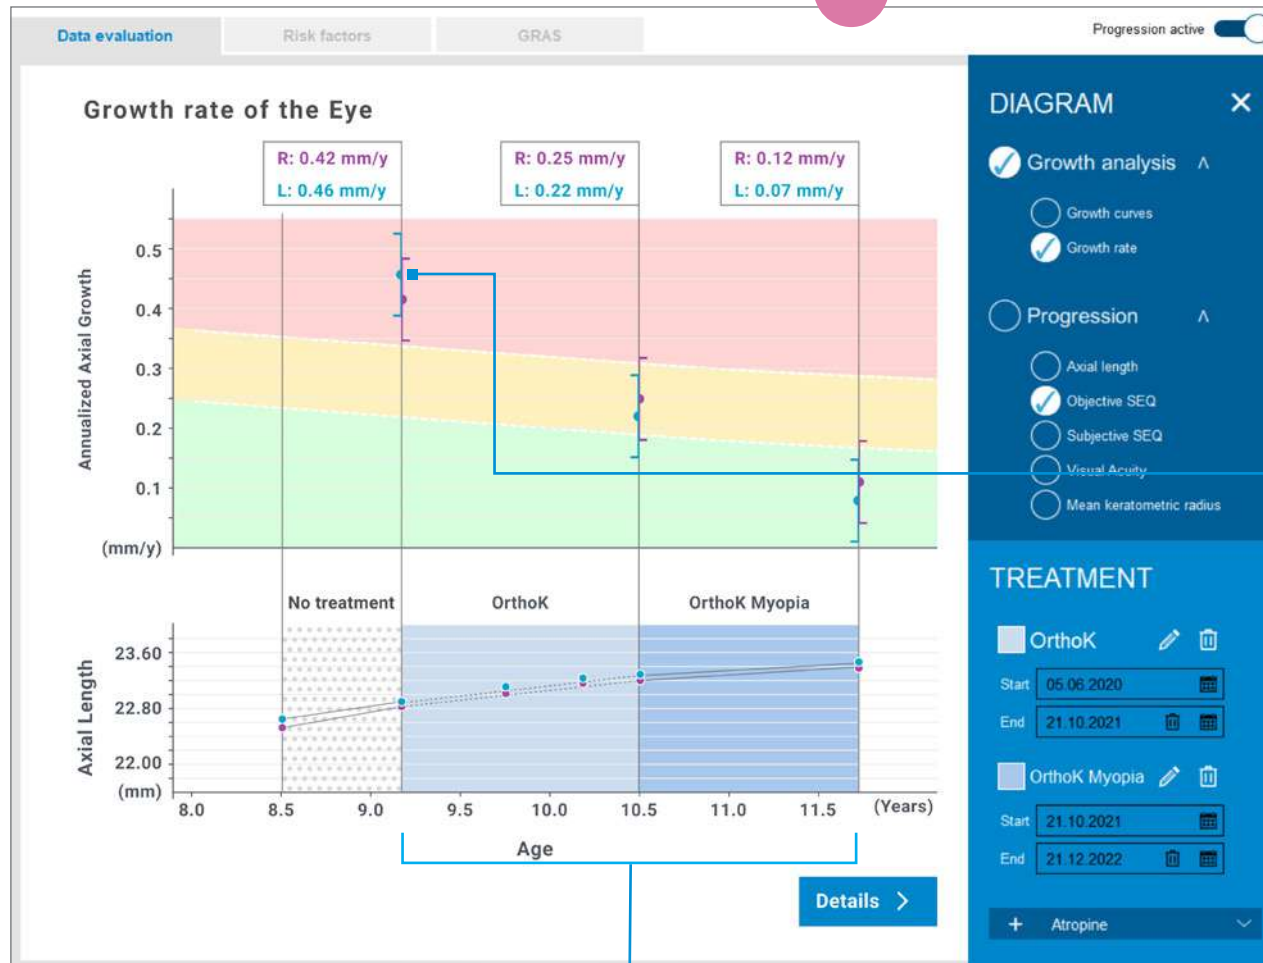 Data evaluation
Risk factors
GRAS
Progression active
Growth rate of the Eye
R: 0.42 mm/y
L: 0.46 mm/y
R: 0.25 mm/y
L: 0.22 mm/y
R: 0.12 mm/y
L: 0.07 mm/y
Annualized Axial Growth
0.5
0.4
0.3
0.2
0.1
(mm/y)
No treatment
OrthoK
OrthoK Myopia
Axial Length
23.60
22.80
22.00
(mm)
8.0 8.5 9.0 9.5 10.0 10.5 11.0 11.5 (Years)
Age
Details
DIAGRAM
Growth analysis
Growth curves
Growth rate
Progression
Axial length
Objective SEQ
Subjective SEQ
Visual Acuity
Mean keratometric radius
TREATMENT
OrthoK
Start 05.06.2020
End 21.10.2021
OrthoK Myopia
Start 21.10.2021
End 21.12.2022
+ Atropine